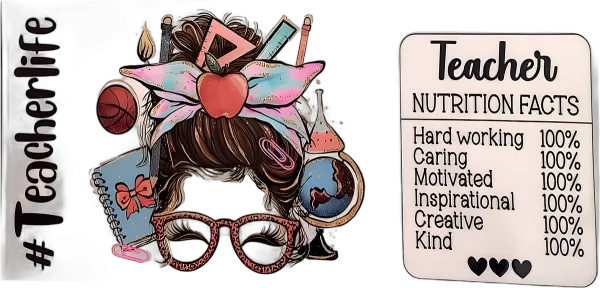 #Teacherlife
Teacher
NUTRITION FACTS
Hard working 100%
Caring 100%
Motivated 100%
Inspirational 100%
Creative 100%
Kind 100%